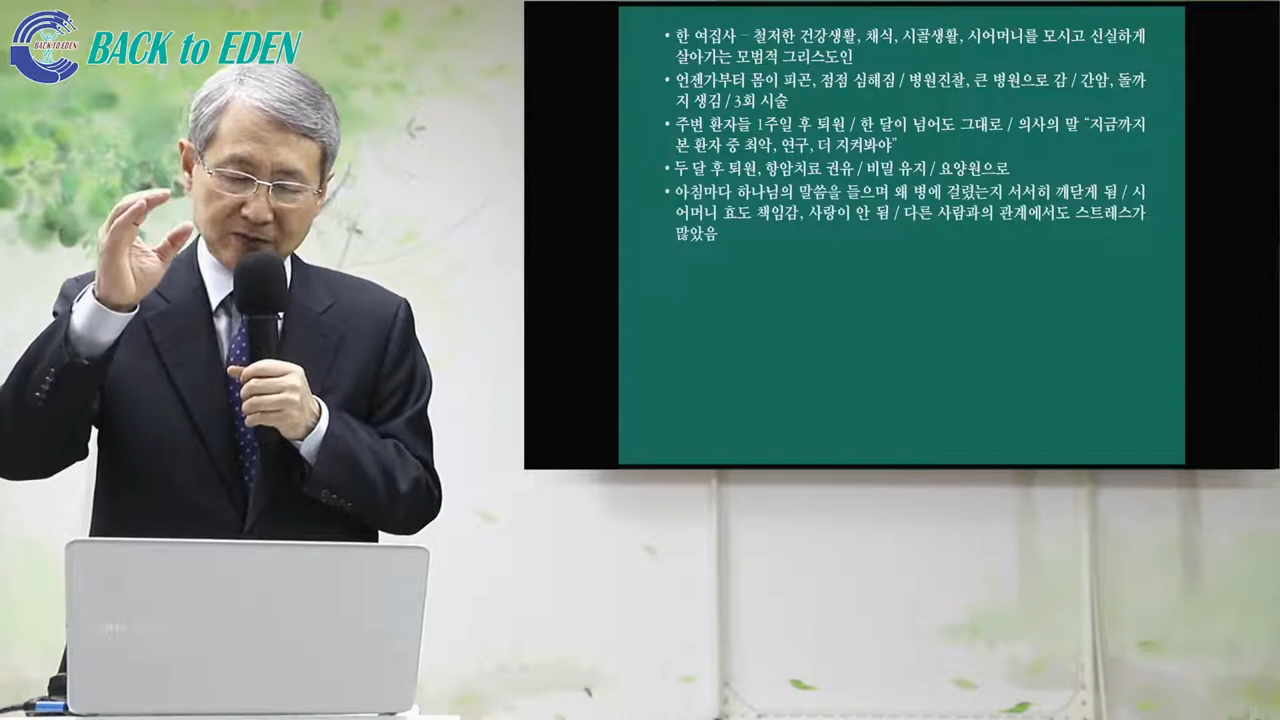 BACK TO EDEN
BACK to EDEN
• 한 여집사 – 철저한 건강생활, 채식, 시골생활, 시어머니를 모시고 신실하게
살아가는 모범적 그리스도인
• 언젠가부터 몸이 피곤, 점점 심해짐 / 병원진찰, 큰 병원으로 감 / 간암, 돌까
지 생김 / 3회 시술
• 주변 환자들 1주일 후 퇴원 / 한 달이 넘어도 그대로 / 의사의 말 “지금까지
본 환자 중 최악, 연구, 더 지켜봐야”
• 두 달 후 퇴원, 항암치료 권유 / 비밀 유지 / 요양원으로
• 아침마다 하나님의 말씀을 들으며 왜 병에 걸렸는지 서서히 깨닫게 됨 / 시
어머니 효도 책임감, 사랑이 안 됨 / 다른 사람과의 관계에서도 스트레스가
많았음